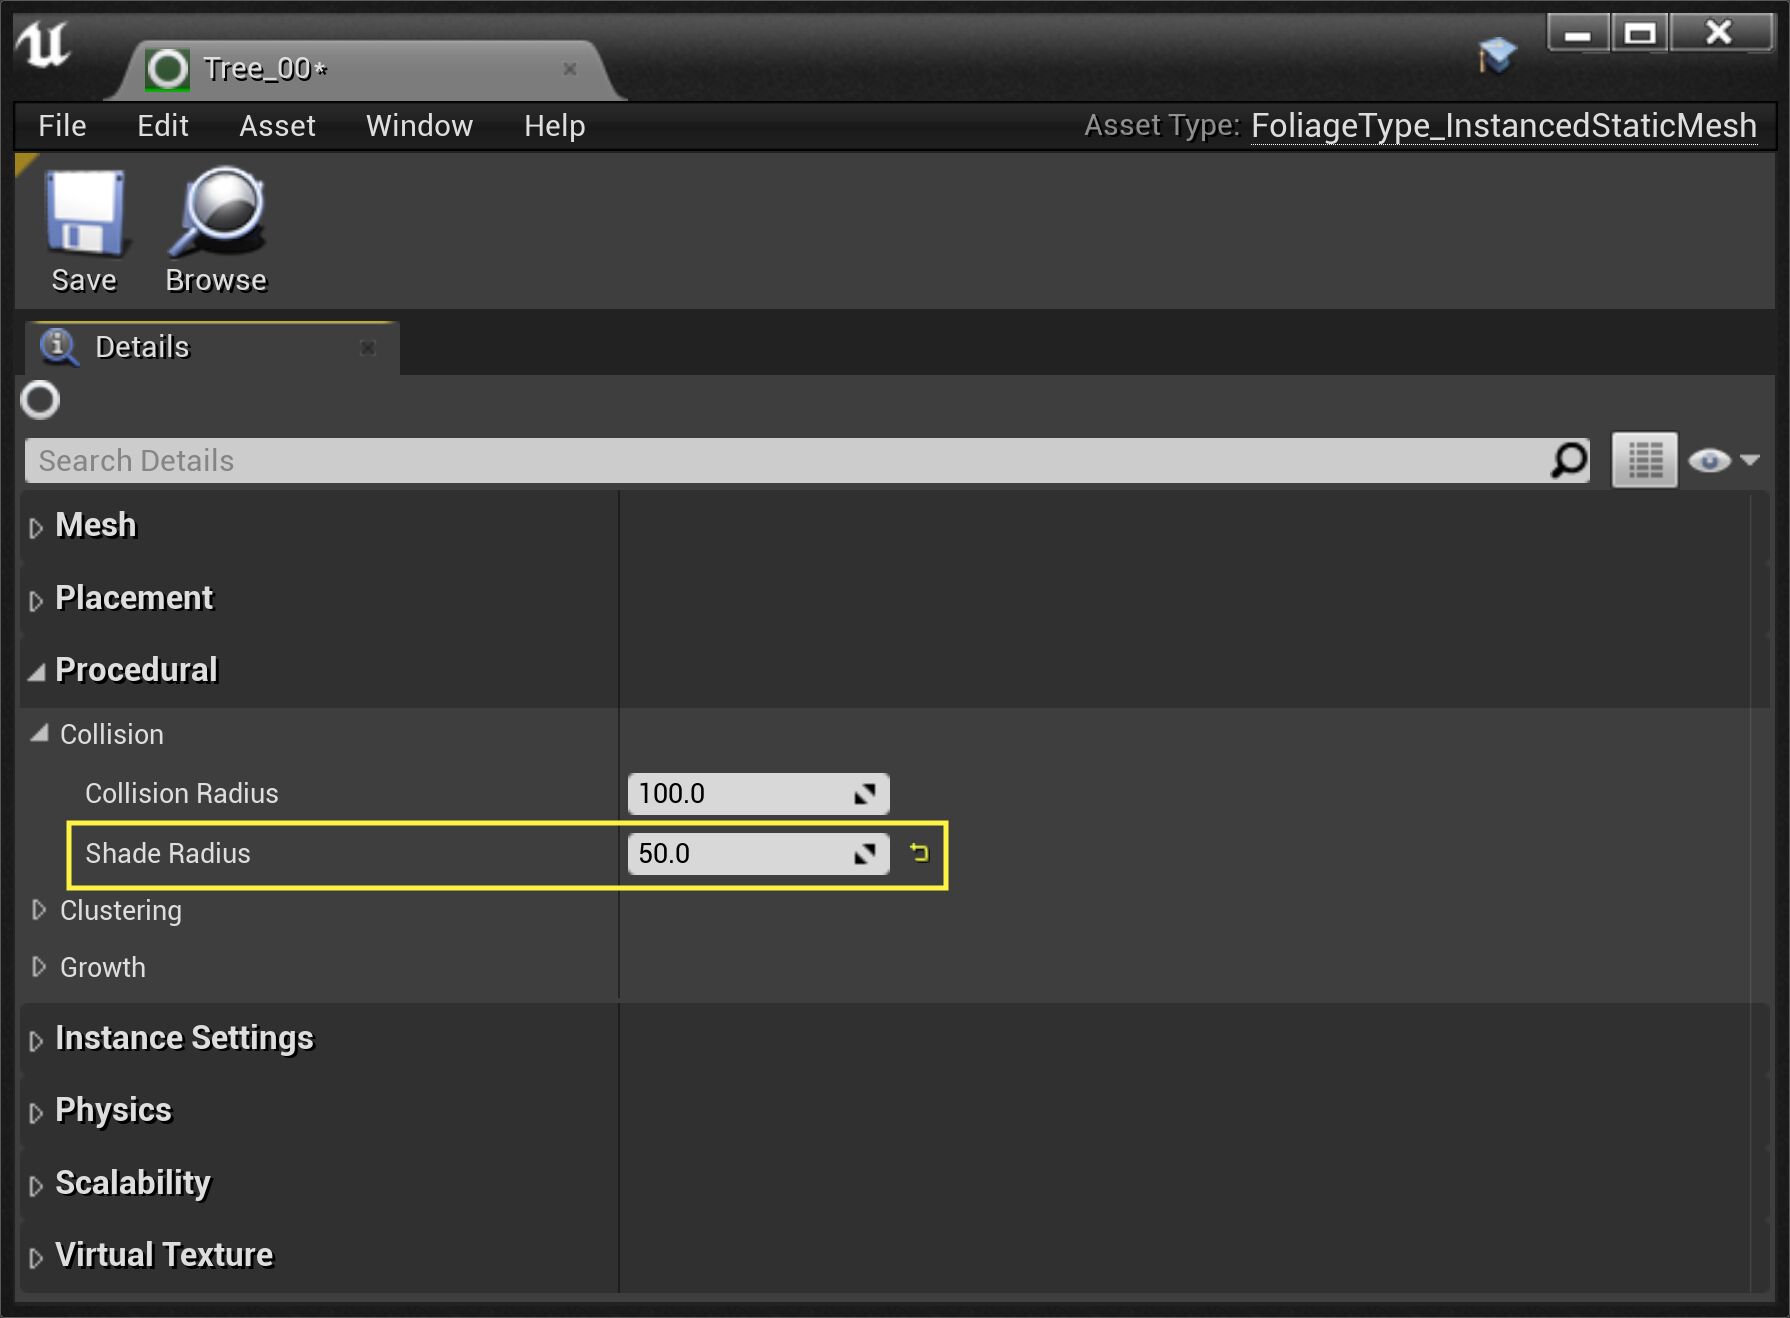 Tree_00*
File Edit Asset Window Help Asset Type: FoliageType_InstancedStaticMesh
Save Browse
Details
Search Details
Mesh
Placement
Procedural
Collision
Collision Radius 100.0
Shade Radius 50.0
Clustering
Growth
Instance Settings
Physics
Scalability
Virtual Texture